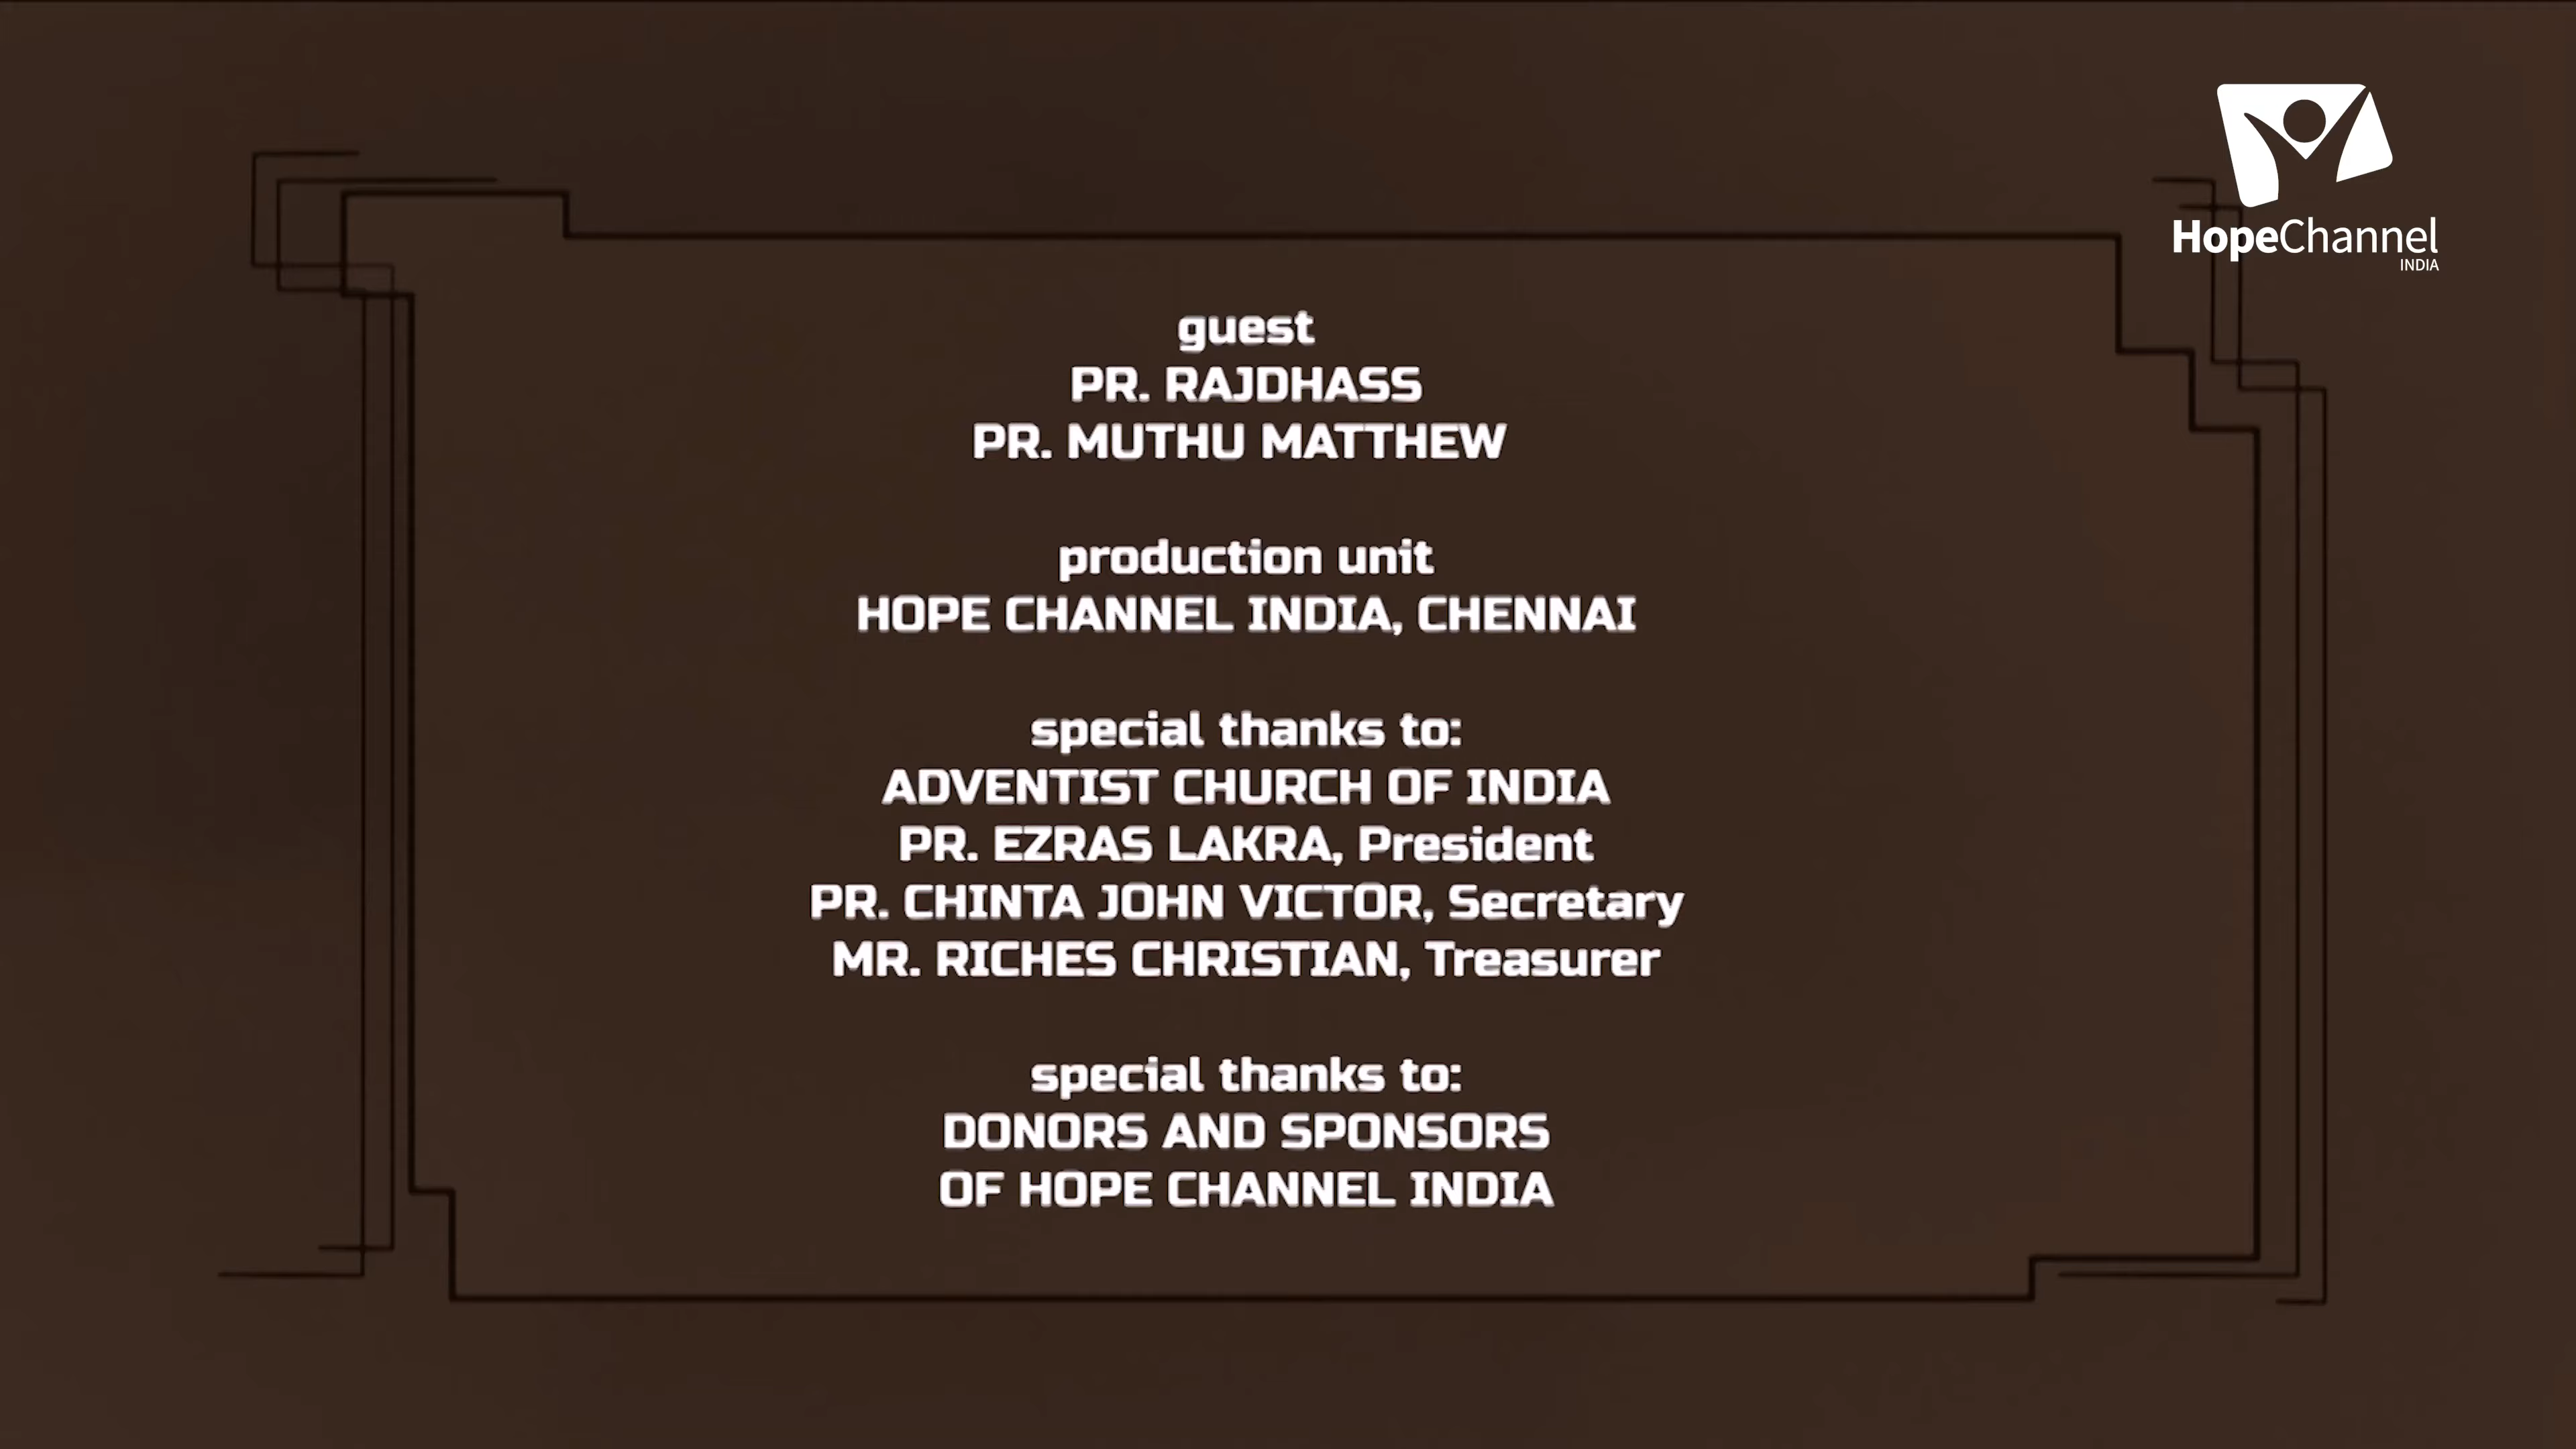 HopeChannel
INDIA
guest
PR. RAJDHASS
PR. MUTHU MATTHEW
production unit
HOPE CHANNEL INDIA, CHENNAI
special thanks to:
ADVENTIST CHURCH OF INDIA
PR. EZRAS LAKRA, President
PR. CHINTA JOHN VICTOR, Secretary
MR. RICHES CHRISTIAN, Treasurer
special thanks to:
DONORS AND SPONSORS
OF HOPE CHANNEL INDIA